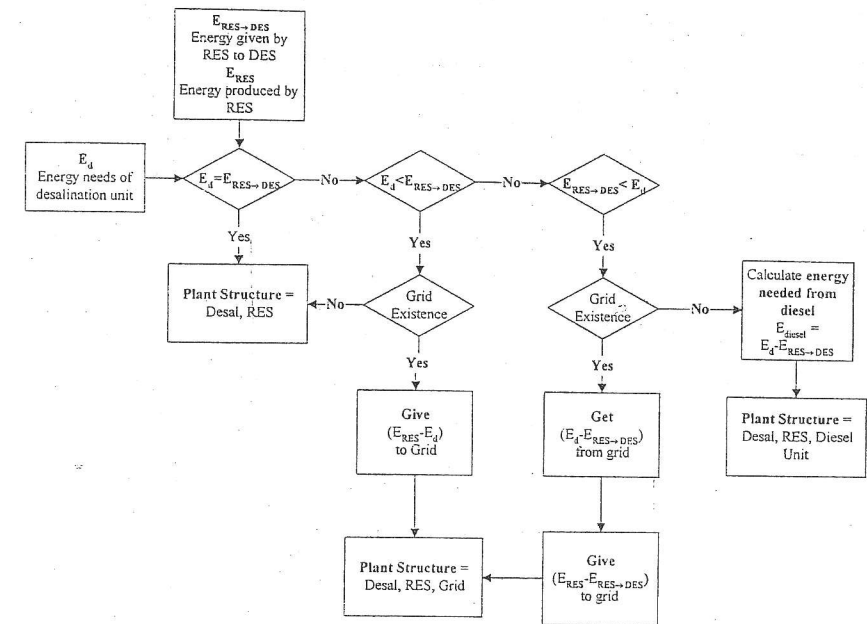 E_RES→DES
Energy given by
RES to DES
E_RES
Energy produced by
RES
E_d
Energy needs of
desalination unit
E_d=E_RES→DES
No
E_d<E_RES→DES
No
E_RES→DES< E_d
Yes
Yes
Yes
Plant Structure =
Desal, RES
No
Grid
Existence
Grid
Existence
No
Calculate energy
needed from
diesel
E_diesel =
E_d-E_RES→DES
Yes
Yes
Give
(E_RES-E_d)
to Grid
Get
(E_d-E_RES→DES)
from grid
Plant Structure =
Desal, RES, Diesel
Unit
Plant Structure =
Desal, RES, Grid
Give
(E_RES-E_RES→DES)
to grid